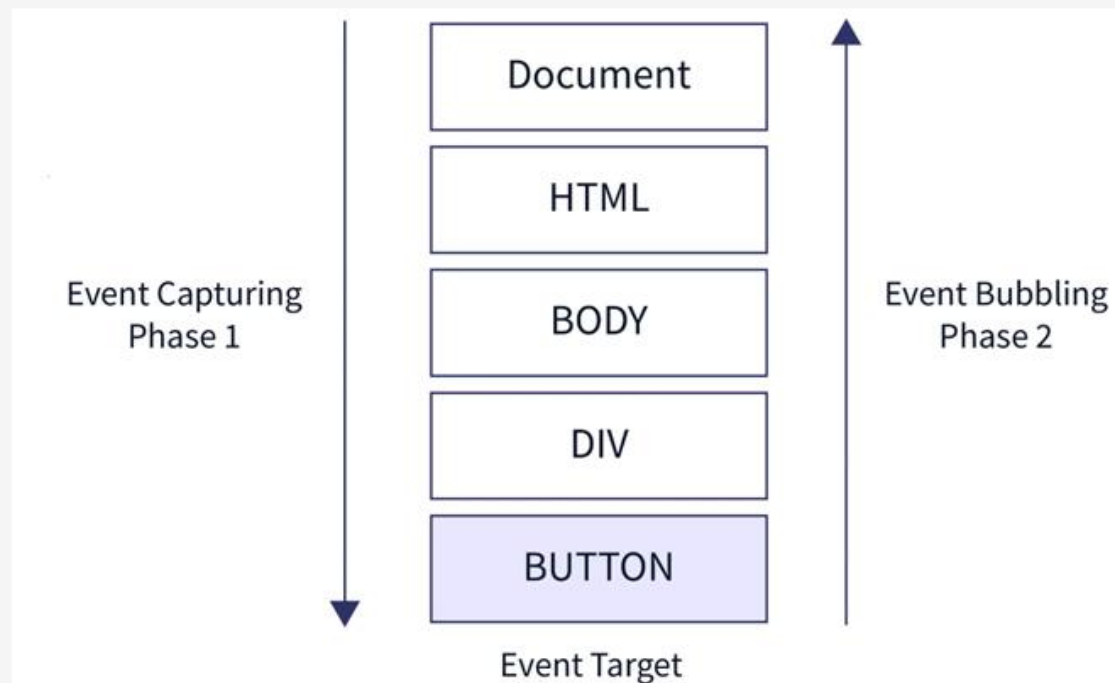 Document
HTML
Event Capturing
Phase 1
BODY
Event Bubbling
Phase 2
DIV
BUTTON
Event Target